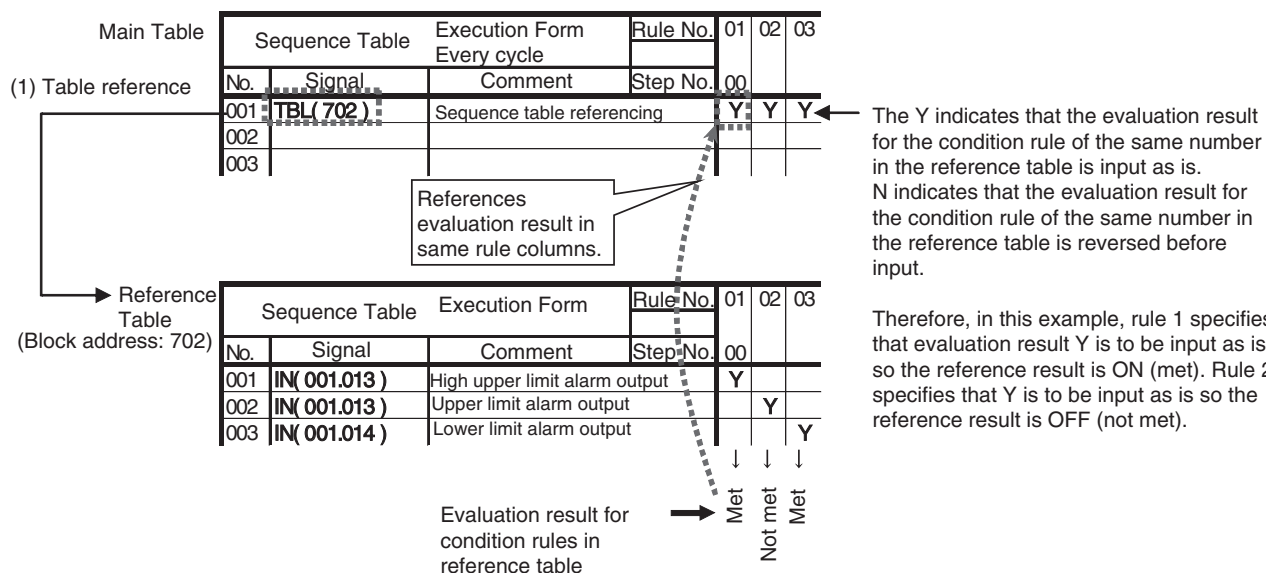 Main Table
Sequence Table
Execution Form
Every cycle
Rule No.
01 02 03
(1) Table reference
No. Signal Comment Step No. 00
001 TBL( 702 ) Sequence table referencing Y Y Y
002
003
The Y indicates that the evaluation result
for the condition rule of the same number
in the reference table is input as is.
N indicates that the evaluation result for
the condition rule of the same number in
the reference table is reversed before
input.
References
evaluation result in
same rule columns.
Reference
Table
(Block address: 702)
Sequence Table
Execution Form
Rule No.
01 02 03
No. Signal Comment Step No. 00
001 IN( 001.013 ) High upper limit alarm output Y
002 IN( 001.013 ) Upper limit alarm output Y
003 IN( 001.014 ) Lower limit alarm output Y
Therefore, in this example, rule 1 specifies
that evaluation result Y is to be input as is
so the reference result is ON (met). Rule 2
specifies that Y is to be input as is so the
reference result is OFF (not met).
↓ ↓ ↓
Met
Not met
Met
Evaluation result for
condition rules in
reference table